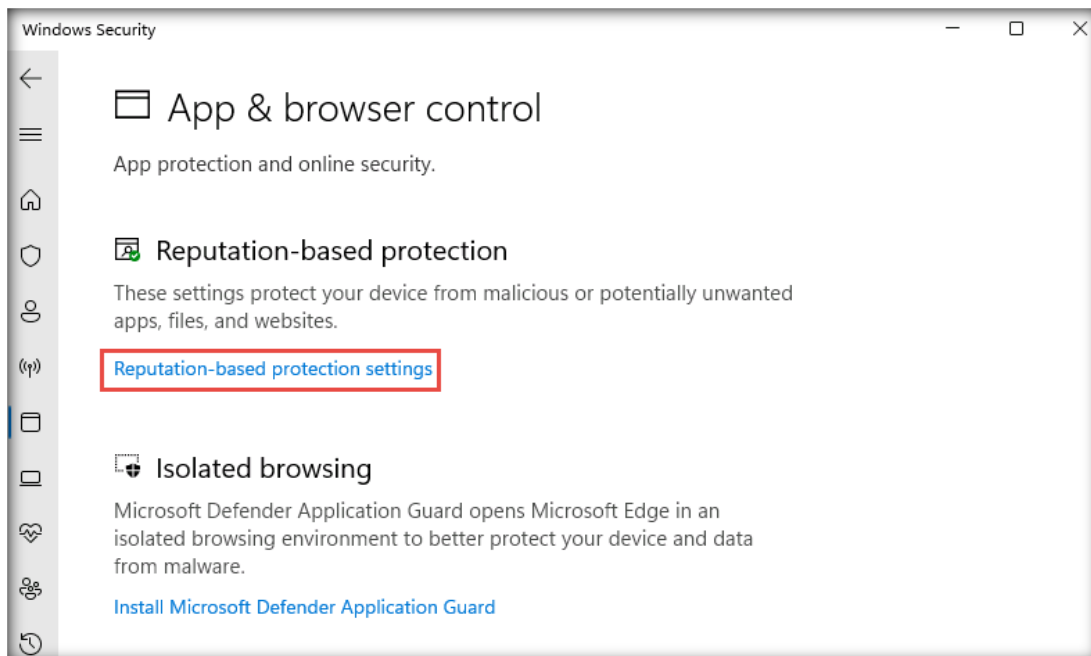 Windows Security
App & browser control
App protection and online security.
Reputation-based protection
These settings protect your device from malicious or potentially unwanted
apps, files, and websites.
Reputation-based protection settings
Isolated browsing
Microsoft Defender Application Guard opens Microsoft Edge in an
isolated browsing environment to better protect your device and data
from malware.
Install Microsoft Defender Application Guard